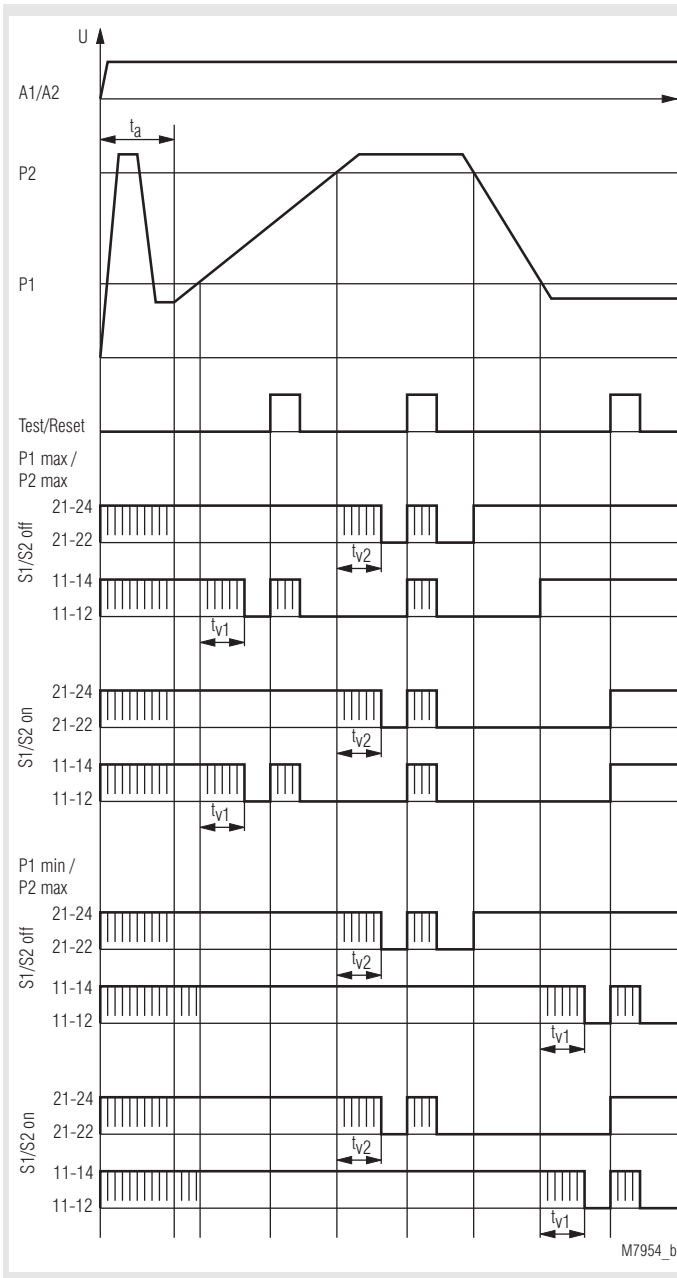 U
A1/A2
ta
P2
P1
Test/Reset
P1 max /
P2 max
S1/S2 off
21-24
21-22
tv2
11-14
11-12
tv1
S1/S2 on
21-24
21-22
tv2
11-14
11-12
tv1
P1 min /
P2 max
S1/S2 off
21-24
21-22
tv2
11-14
11-12
tv1
S1/S2 on
21-24
21-22
tv2
11-14
11-12
tv1
M7954_b